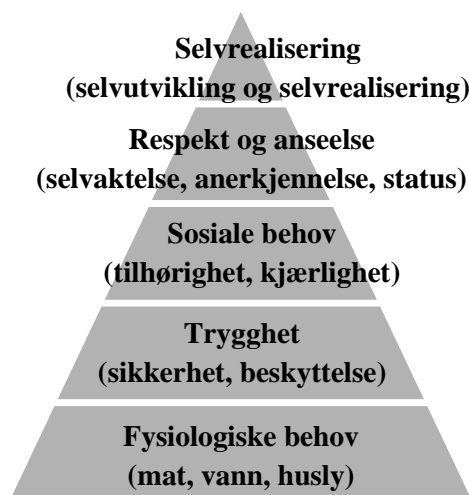 Selvrealisering
(selvutvikling og selvrealisering)
Respekt og anseelse
(selvaktelse, anerkjennelse, status)
Sosiale behov
(tilhørighet, kjærlighet)
Trygghet
(sikkerhet, beskyttelse)
Fysiologiske behov
(mat, vann, husly)